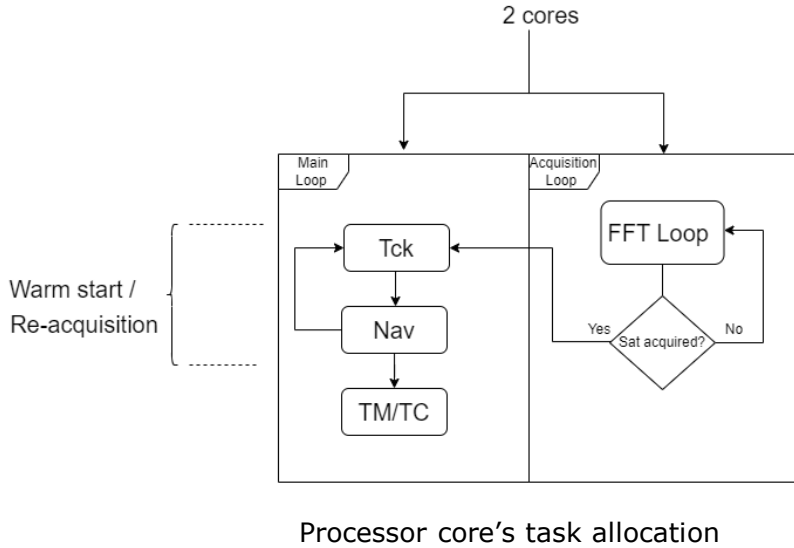 2 cores
Main
Loop
Acquisition
Loop
Tck
FFT Loop
Warm start /
Re-acquisition
Nav
Yes
Sat acquired?
No
TM/TC
Processor core's task allocation